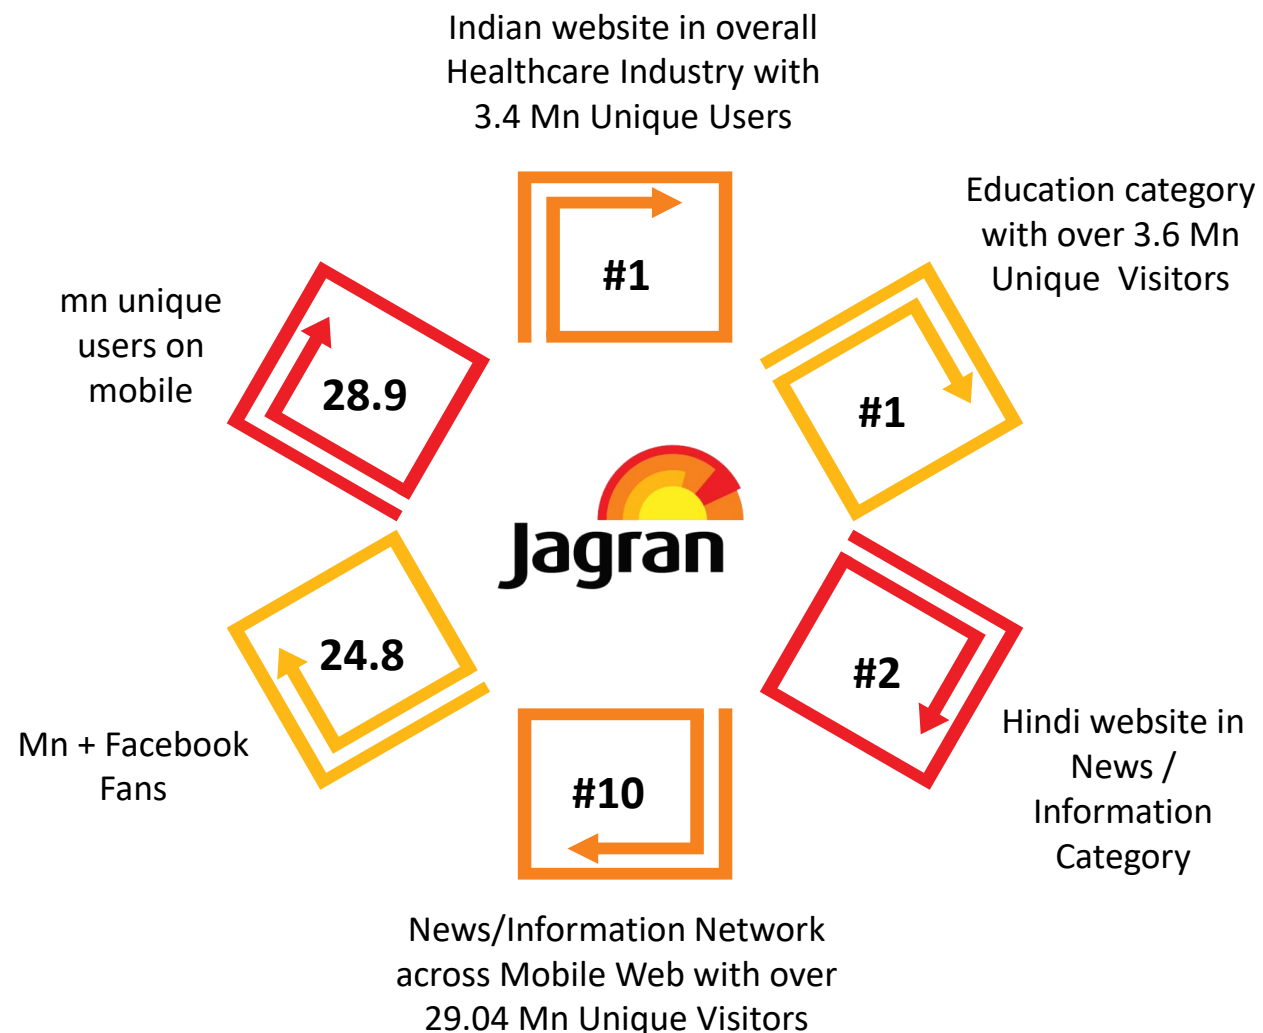 Indian website in overall
Healthcare Industry with
3.4 Mn Unique Users
#1
Education category
with over 3.6 Mn
Unique Visitors
#1
#2
Hindi website in
News /
Information
Category
#10
News/Information Network
across Mobile Web with over
29.04 Mn Unique Visitors
24.8
Mn + Facebook
Fans
mn unique
users on
mobile
28.9
Jagran